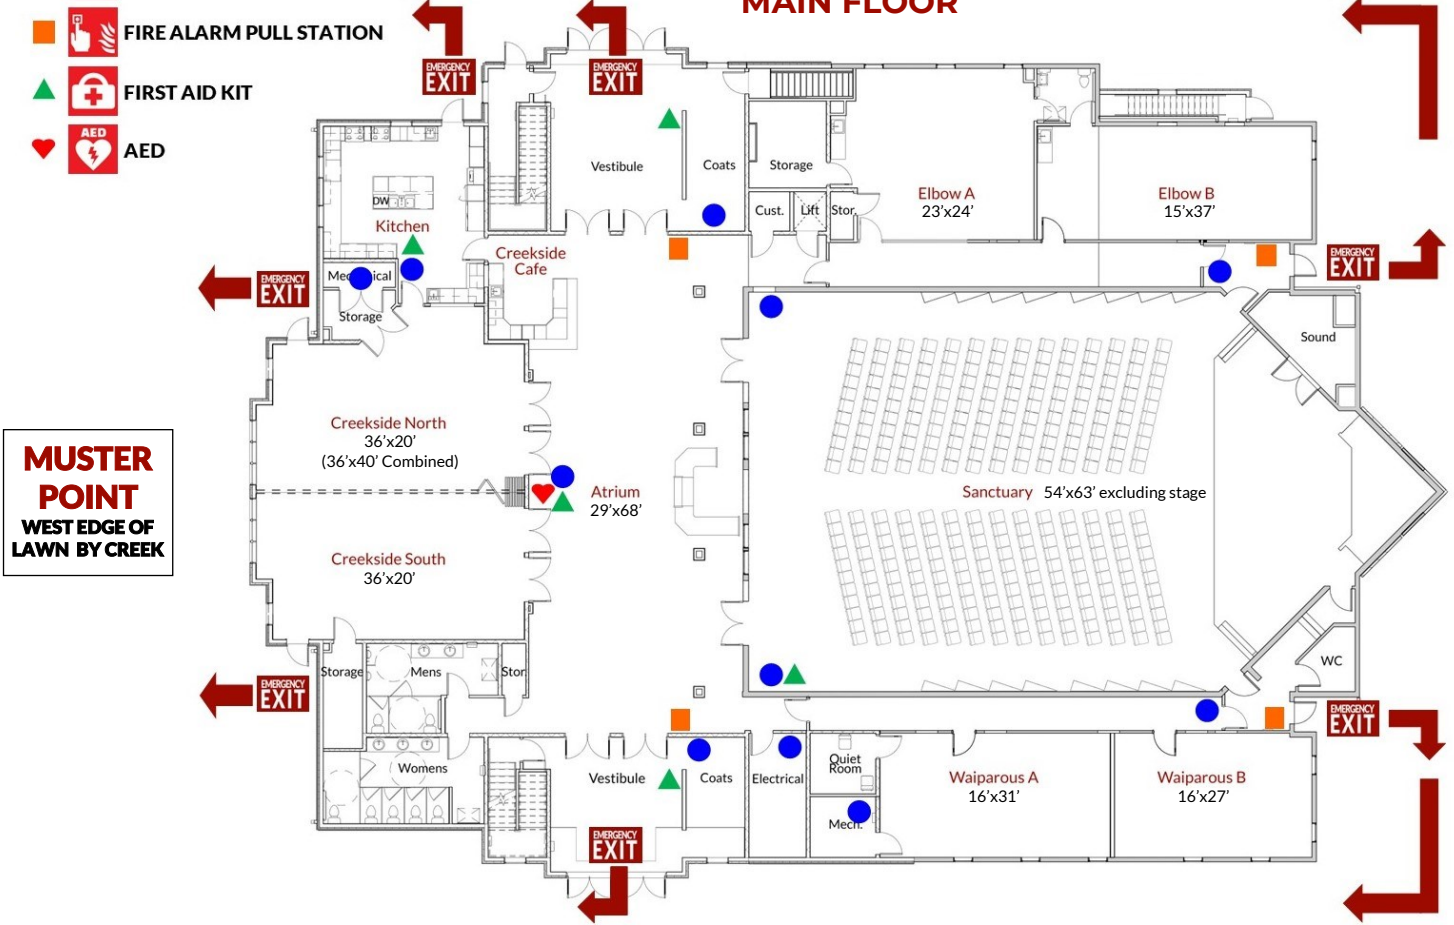 MAIN FLOOR
FIRE ALARM PULL STATION
FIRST AID KIT
AED
AED
EMERGENCY
EXIT
EMERGENCY
EXIT
Vestibule
Coats
Storage
Elbow A
23'x24'
Elbow B
15'x37'
DW
Kitchen
Cust.
Lift
Stor.
Creekside
Cafe
EMERGENCY
EXIT
EMERGENCY
EXIT
Storage
Sound
Creekside North
36'x20'
(36'x40' Combined)
MUSTER
POINT
WEST EDGE OF
LAWN BY CREEK
Atrium
29'x68'
Sanctuary 54'x63' excluding stage
Creekside South
36'x20'
Storage
Mens
Stor.
WC
EMERGENCY
EXIT
EMERGENCY
EXIT
Womens
Vestibule
Coats
Electrical
Quiet
Room
Waiparous A
16'x31'
Waiparous B
16'x27'
Mech.
EMERGENCY
EXIT